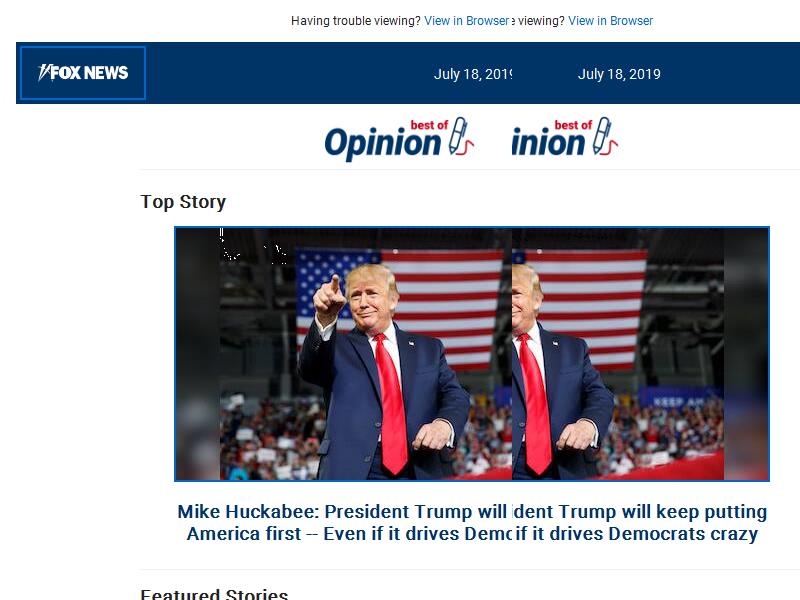 Having trouble viewing? View in Browser e viewing? View in Browser
FOX NEWS
July 18, 2019 July 18, 2019
best of best of
Opinion inion
Top Story
KEEP AM
Mike Huckabee: President Trump will ident Trump will keep putting
America first -- Even if it drives Demc if it drives Democrats crazy
Featured Stories